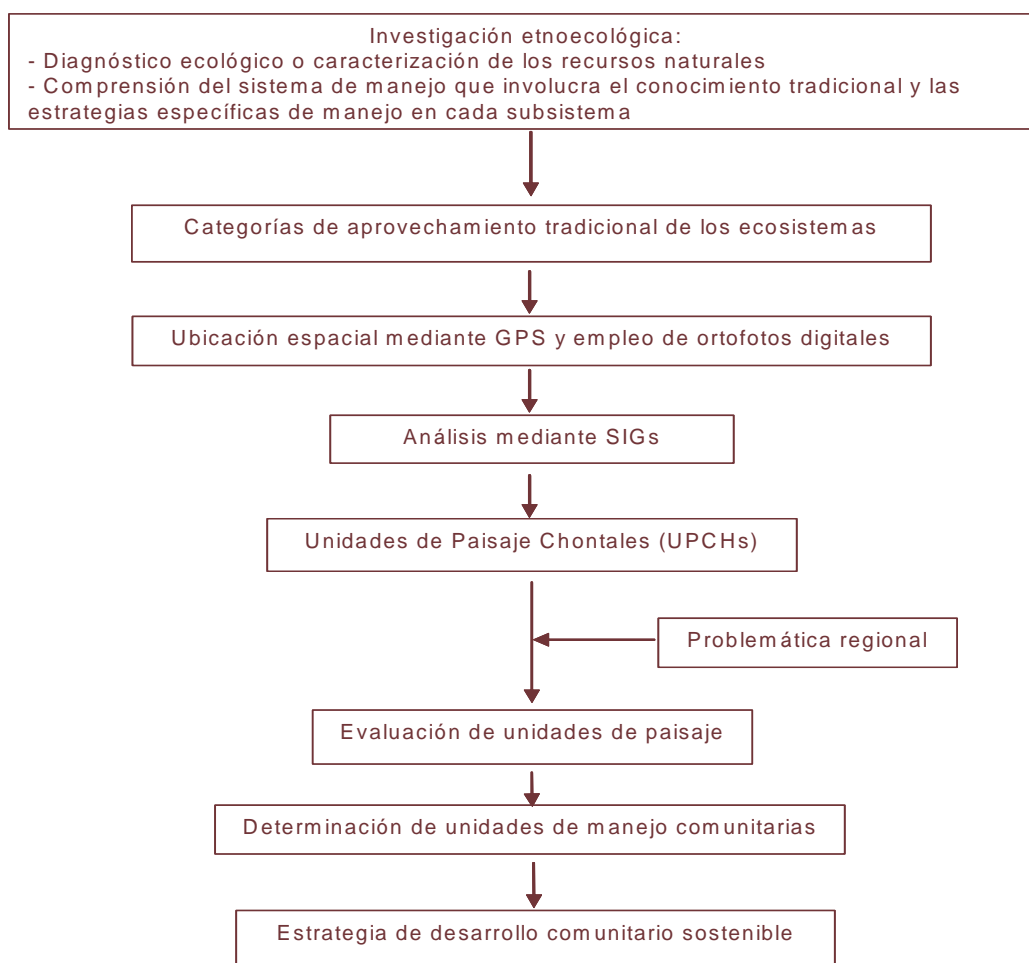 Investigación etnoecológica:
- Diagnóstico ecológico o caracterización de los recursos naturales
- Comprensión del sistema de manejo que involucra el conocimiento tradicional y las
estrategias específicas de manejo en cada subsistema
Categorías de aprovechamiento tradicional de los ecosistemas
Ubicación espacial mediante GPS y empleo de ortofotos digitales
Análisis mediante SIGs
Unidades de Paisaje Chontales (UPCHs)
Problemática regional
Evaluación de unidades de paisaje
Determinación de unidades de manejo comunitarias
Estrategia de desarrollo comunitario sostenible